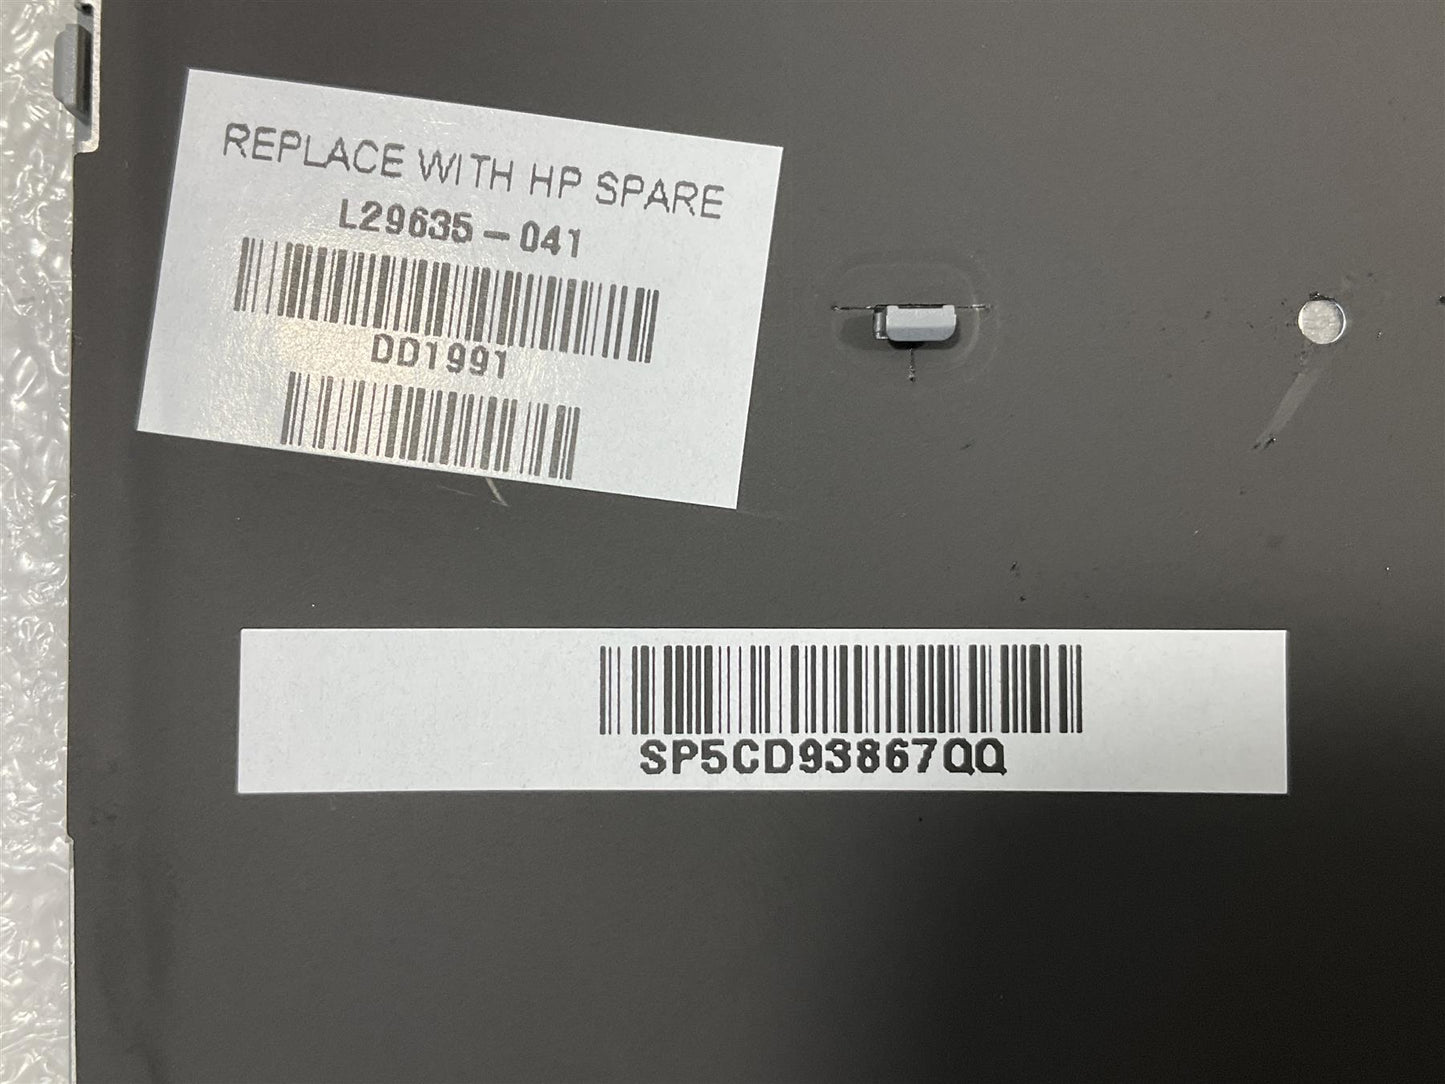 REPLACE WITH HP SPARE
L29635-041
DD1991
SP5CD93867QQ